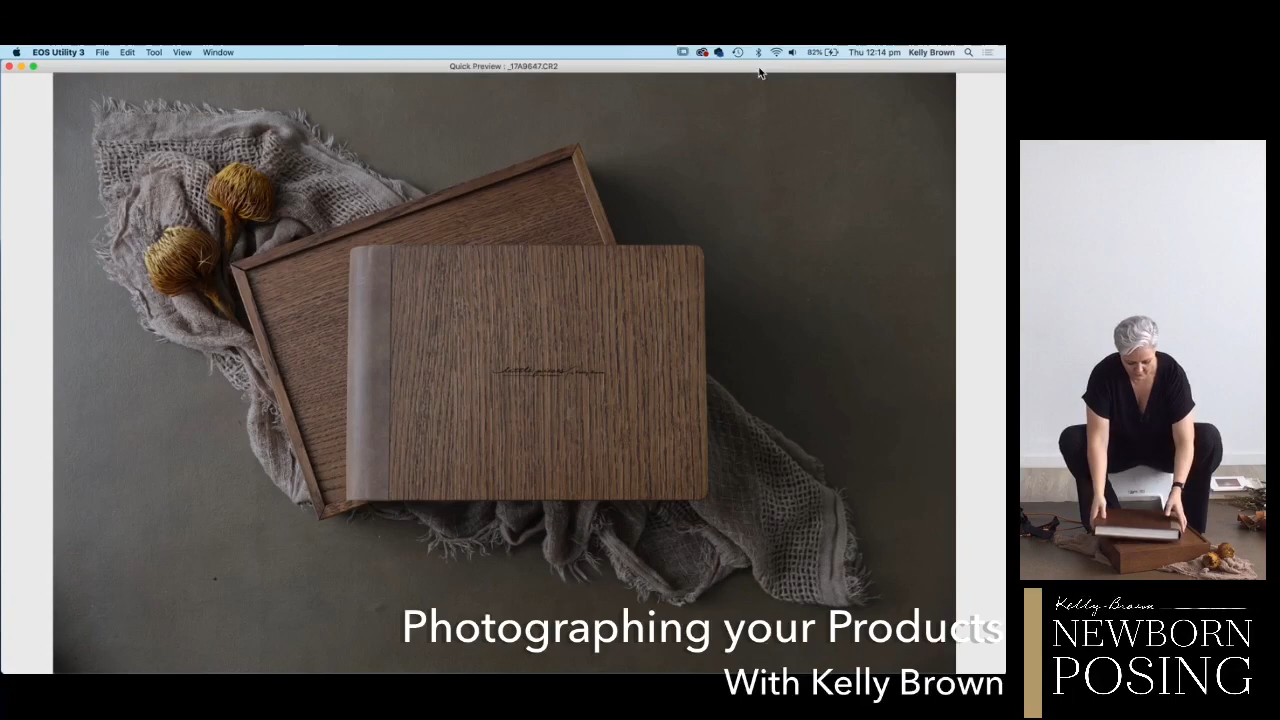 EOS Utility 3 File Edit Tool View Window 82% Thu 12:14 pm Kelly Brown
Quick Preview : _17A9647.CR2
Photographing your Products
With Kelly Brown
Kelly Brown
NEWBORN
POSING